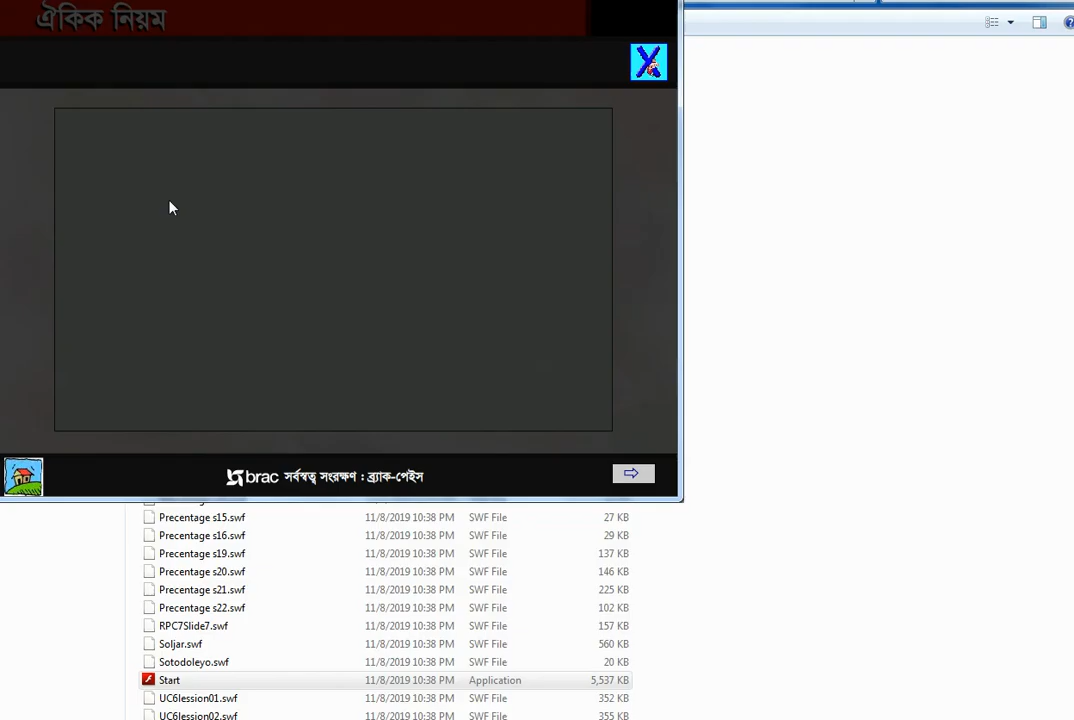 ঐকিক নিয়ম
brac সর্বস্বত্ব সংরক্ষণ : ব্র্যাক-পেইস
Precentage s15.swf 11/8/2019 10:38 PM SWF File 27 KB
Precentage s16.swf 11/8/2019 10:38 PM SWF File 29 KB
Precentage s19.swf 11/8/2019 10:38 PM SWF File 137 KB
Precentage s20.swf 11/8/2019 10:38 PM SWF File 146 KB
Precentage s21.swf 11/8/2019 10:38 PM SWF File 225 KB
Precentage s22.swf 11/8/2019 10:38 PM SWF File 102 KB
RPC7Slide7.swf 11/8/2019 10:38 PM SWF File 157 KB
Soljar.swf 11/8/2019 10:38 PM SWF File 560 KB
Sotodoleyo.swf 11/8/2019 10:38 PM SWF File 20 KB
Start 11/8/2019 10:38 PM Application 5,537 KB
UC6lession01.swf 11/8/2019 10:38 PM SWF File 352 KB
UC6lession02.swf 11/8/2019 10:38 PM SWF File 355 KB